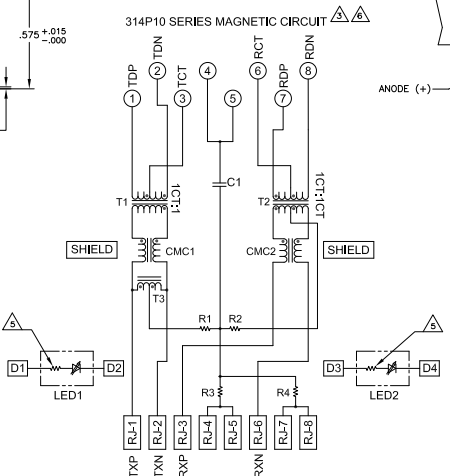 314P10 SERIES MAGNETIC CIRCUIT 3 6
.575 +.015
-.000
TDP
TDN
TCT
RCT
RDP
RDN
1
2
3
4
5
6
7
8
ANODE (+)
C1
T1
1CT:1
T2
1CT:1CT
SHIELD
CMC1
CMC2
SHIELD
T3
R1
R2
5
D1
D2
LED1
5
D3
D4
LED2
R3
R4
RJ-1
RJ-2
RJ-3
RJ-4
RJ-5
RJ-6
RJ-7
RJ-8
TXP
TXN
RXP
RXN